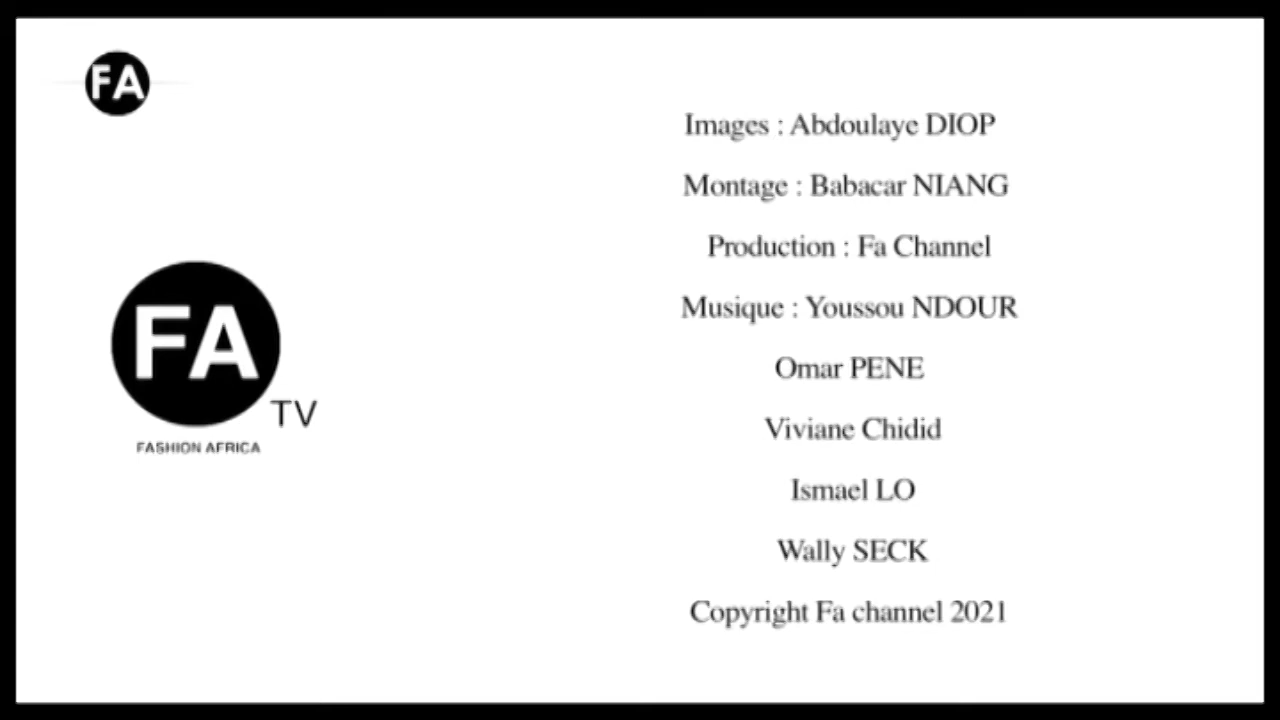 FA
Images : Abdoulaye DIOP
Montage : Babacar NIANG
Production : Fa Channel
Musique : Youssou NDOUR
Omar PENE
Viviane Chidid
Ismael LO
Wally SECK
Copyright Fa channel 2021
FA
TV
FASHION AFRICA